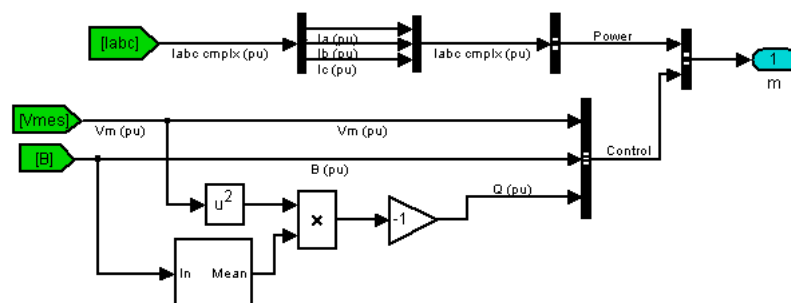 [Iabc]
Iabc cmplx (pu)
Ia (pu)
Ib (pu)
Ic (pu)
Iabc cmplx (pu)
Power
1
m
[Vmes]
Vm (pu)
Vm (pu)
[B]
B (pu)
Control
u²
×
-1
Q (pu)
In
Mean